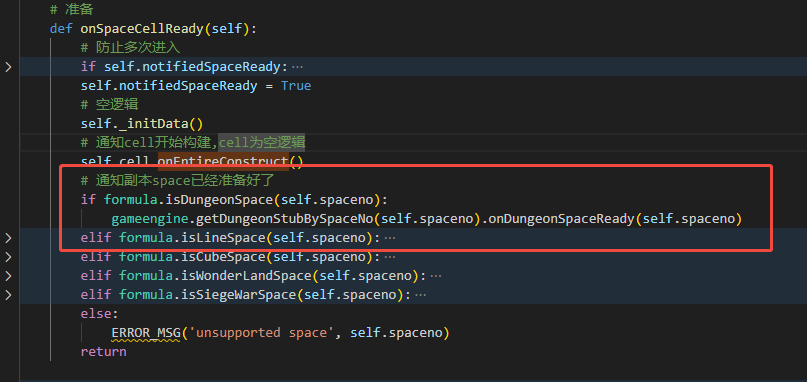 # 准备
def onSpaceCellReady(self):
# 防止多次进入
if self.notifiedSpaceReady:···
self.notifiedSpaceReady = True
# 空逻辑
self._initData()
# 通知cell开始构建,cell为空逻辑
self.cell.onEntireConstruct()
# 通知副本space已经准备好了
if formula.isDungeonSpace(self.spaceno):
gameengine.getDungeonStubBySpaceNo(self.spaceno).onDungeonSpaceReady(self.spaceno)
elif formula.isLineSpace(self.spaceno):···
elif formula.isCubeSpace(self.spaceno):···
elif formula.isWonderLandSpace(self.spaceno):···
elif formula.isSiegeWarSpace(self.spaceno):···
else:
ERROR_MSG('unsupported space', self.spaceno)
return